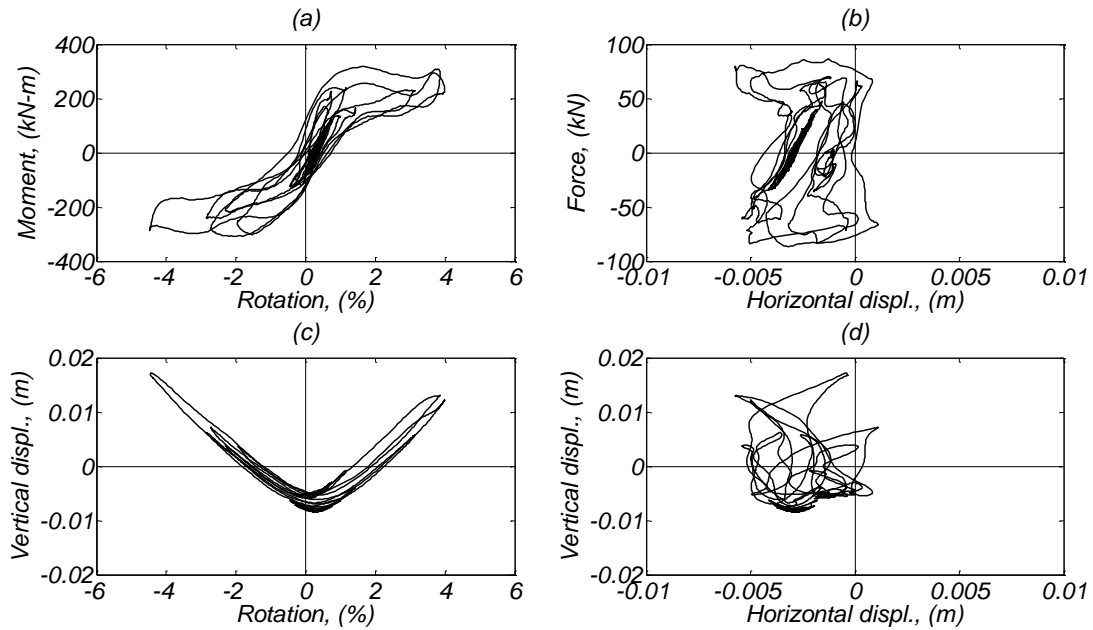 (a)
400
200
0
-200
-400
Moment, (kN-m)
-6 -4 -2 0 2 4 6
Rotation, (%)
(b)
100
50
0
-50
-100
Force, (kN)
-0.01 -0.005 0 0.005 0.01
Horizontal displ., (m)
(c)
0.02
0.01
0
-0.01
-0.02
Vertical displ., (m)
-6 -4 -2 0 2 4 6
Rotation, (%)
(d)
0.02
0.01
0
-0.01
-0.02
Vertical displ., (m)
-0.01 -0.005 0 0.005 0.01
Horizontal displ., (m)